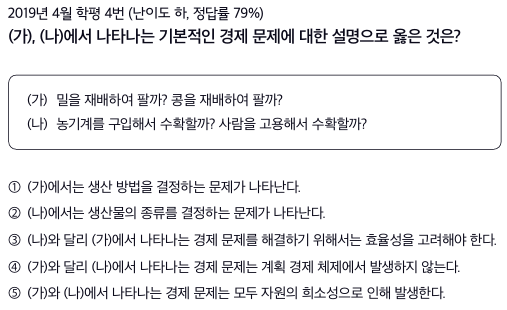 2019년 4월 학평 4번 (난이도 하, 정답률 79%)
(가), (나)에서 나타나는 기본적인 경제 문제에 대한 설명으로 옳은 것은?
(가) 밀을 재배하여 팔까? 콩을 재배하여 팔까?
(나) 농기계를 구입해서 수확할까? 사람을 고용해서 수확할까?
① (가)에서는 생산 방법을 결정하는 문제가 나타난다.
② (나)에서는 생산물의 종류를 결정하는 문제가 나타난다.
③ (나)와 달리 (가)에서 나타나는 경제 문제를 해결하기 위해서는 효율성을 고려해야 한다.
④ (가)와 달리 (나)에서 나타나는 경제 문제는 계획 경제 체제에서 발생하지 않는다.
⑤ (가)와 (나)에서 나타나는 경제 문제는 모두 자원의 희소성으로 인해 발생한다.